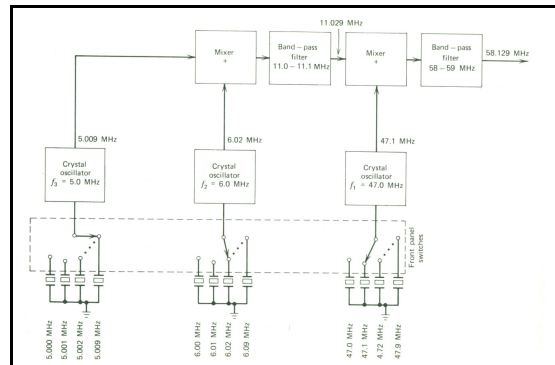 11.029 MHz
Mixer
+
Band – pass
filter
11.0 – 11.1 MHz
Mixer
+
Band – pass
filter
58 – 59 MHz
58.129 MHz
5.009 MHz
6.02 MHz
47.1 MHz
Crystal
oscillator
f3 = 5.0 MHz
Crystal
oscillator
f2 = 6.0 MHz
Crystal
oscillator
f1 = 47.0 MHz
Front panel
switches
5.000 MHz
5.001 MHz
5.002 MHz
5.009 MHz
6.00 MHz
6.01 MHz
6.02 MHz
6.09 MHz
47.0 MHz
47.1 MHz
4.72 MHz
47.9 MHz